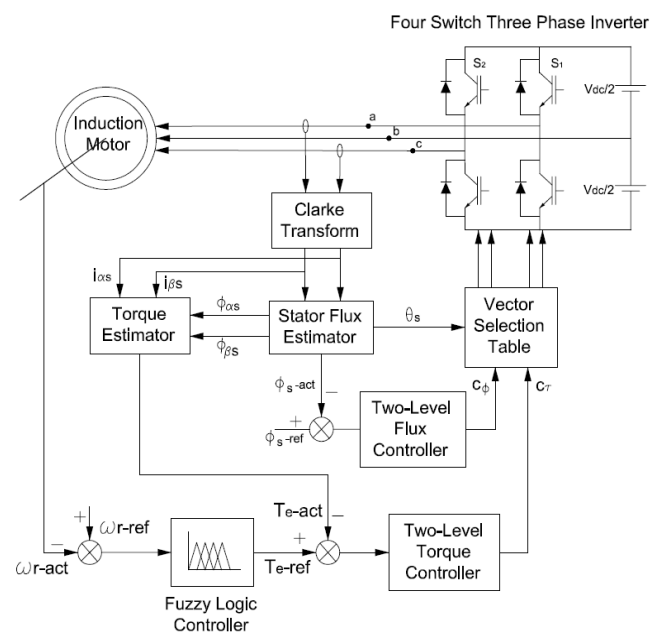 Four Switch Three Phase Inverter
S2
S1
Vdc/2
a
Induction
Motor
b
c
Vdc/2
Clarke
Transform
iαs
iβs
Torque
Estimator
ϕαs
ϕβs
Stator Flux
Estimator
θs
Vector
Selection
Table
ϕs-act
−
cϕ
cτ
+
ϕs-ref
Two-Level
Flux
Controller
Te-act
−
+
ωr-ref
−
ωr-act
+
Te-ref
Two-Level
Torque
Controller
Fuzzy Logic
Controller